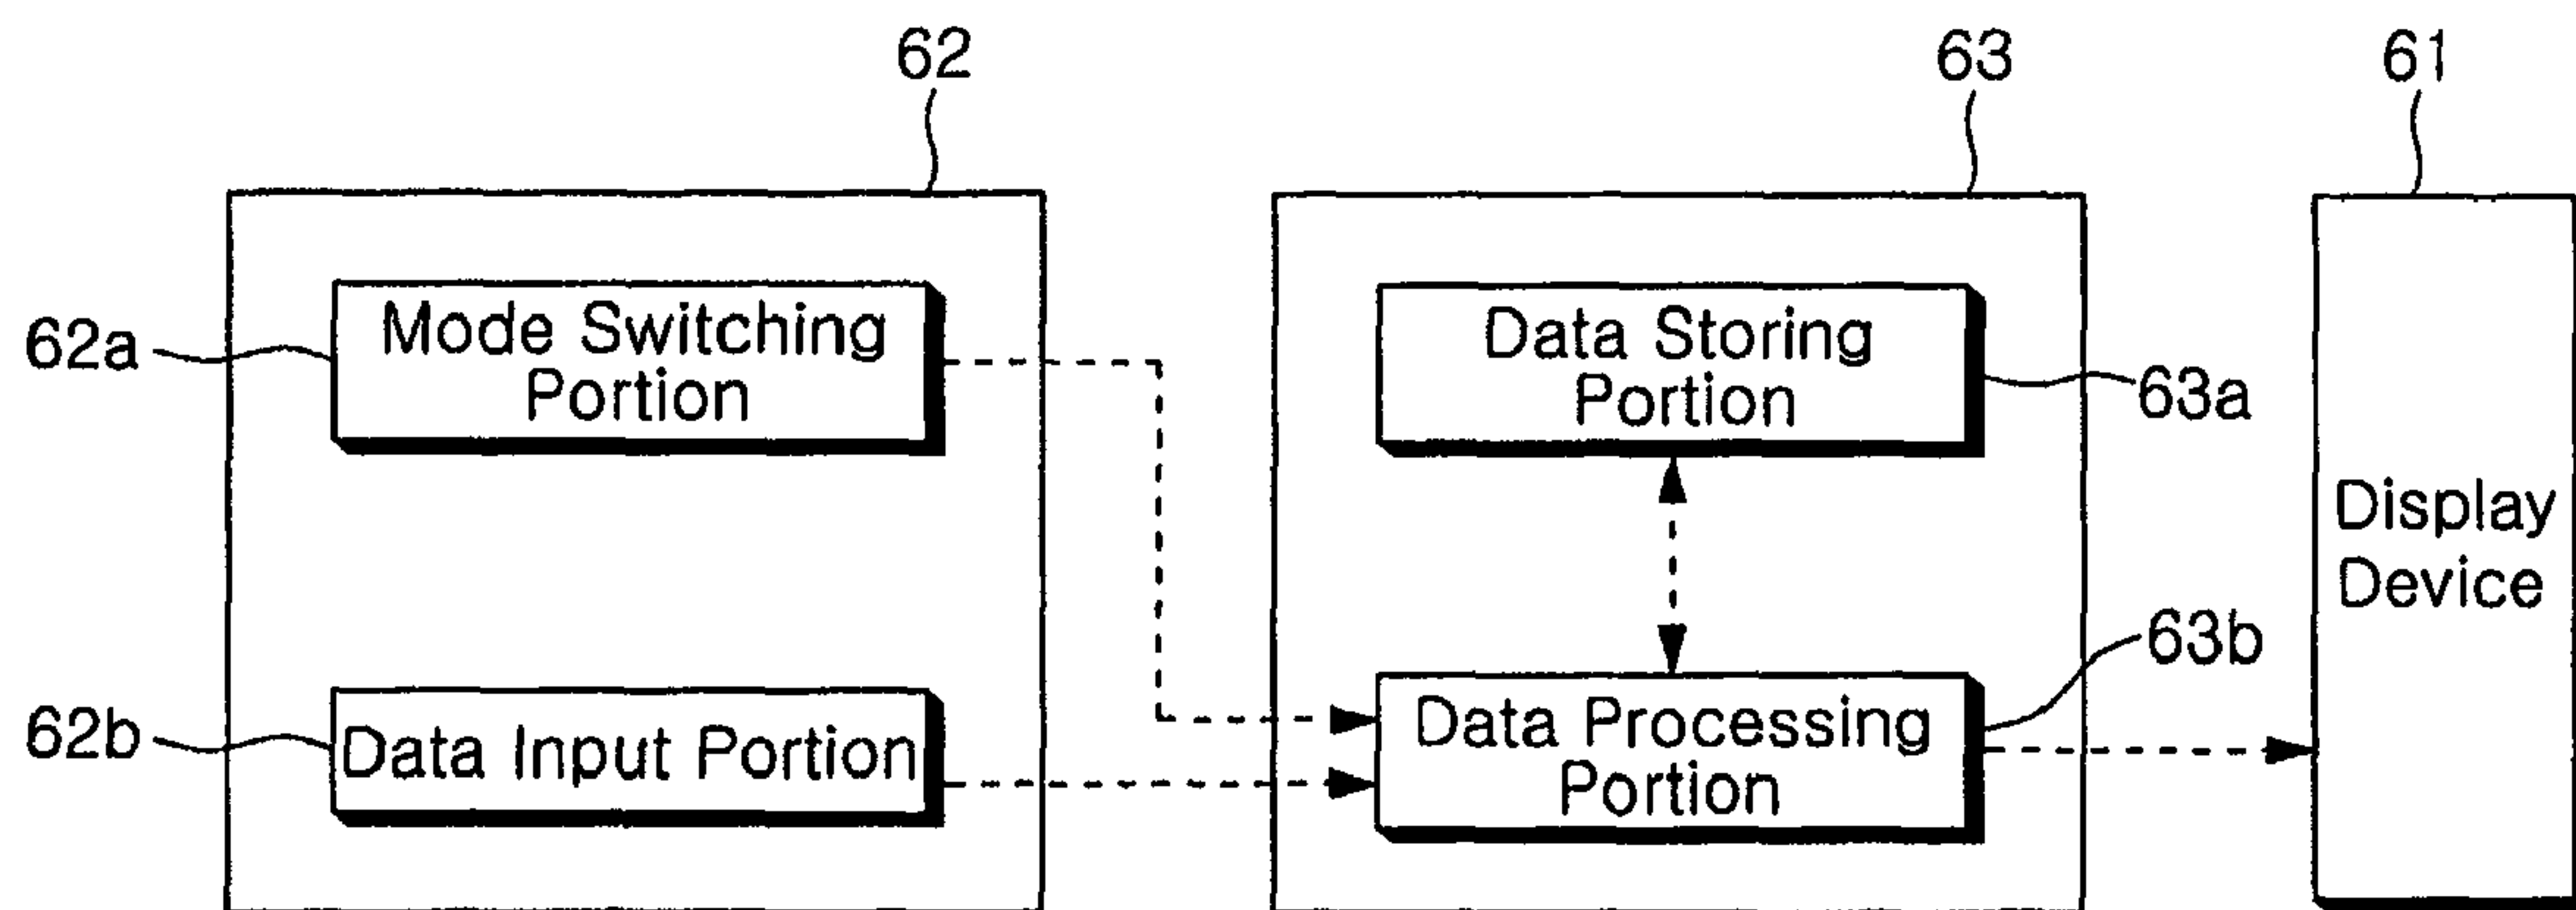 62
63
61
62a
Mode Switching
Portion
Data Storing
Portion
63a
Display
Device
62b
Data Input Portion
Data Processing
Portion
63b